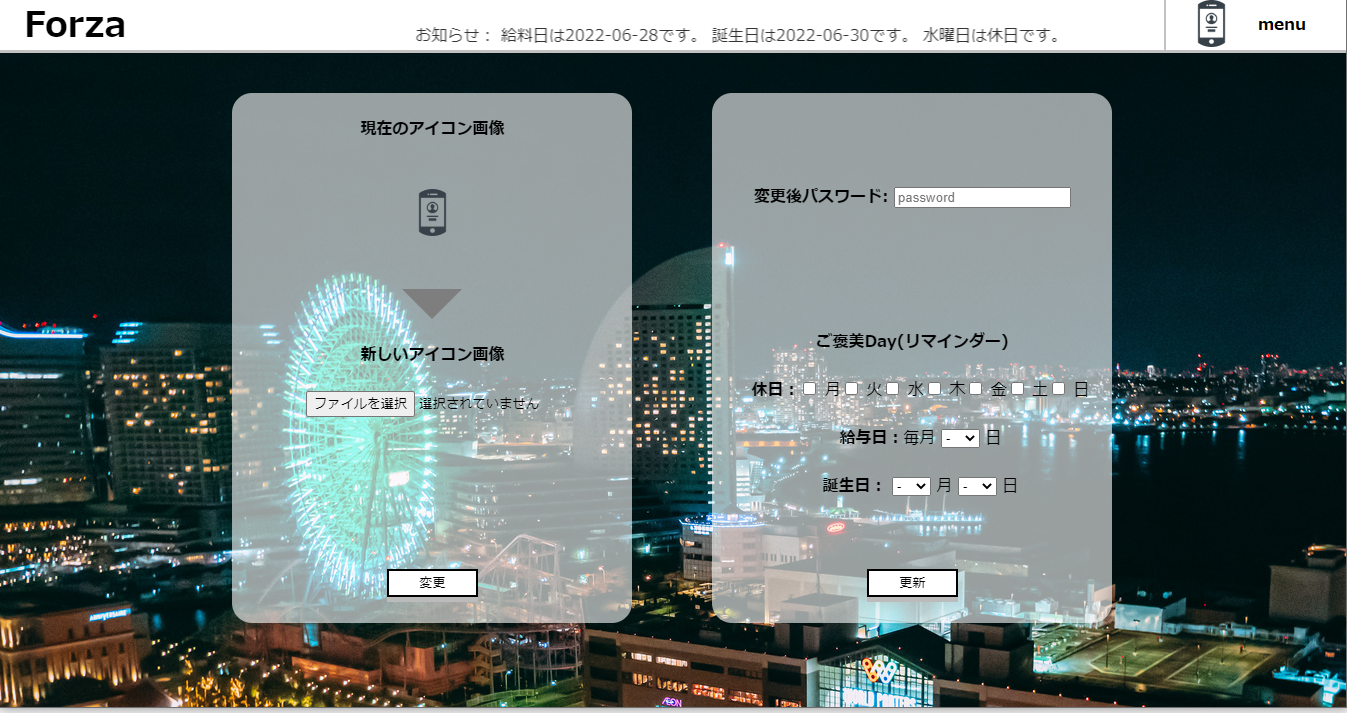 Forza
お知らせ： 給料日は2022-06-28です。 誕生日は2022-06-30です。 水曜日は休日です。
menu
現在のアイコン画像
新しいアイコン画像
ファイルを選択 選択されていません
変更
変更後パスワード: password
ご褒美Day(リマインダー)
休日： 月 火 水 木 金 土 日
給与日：毎月 - 日
誕生日： - 月 - 日
更新
ANNIVERSAIRE
AEON
WORLD PORTERS